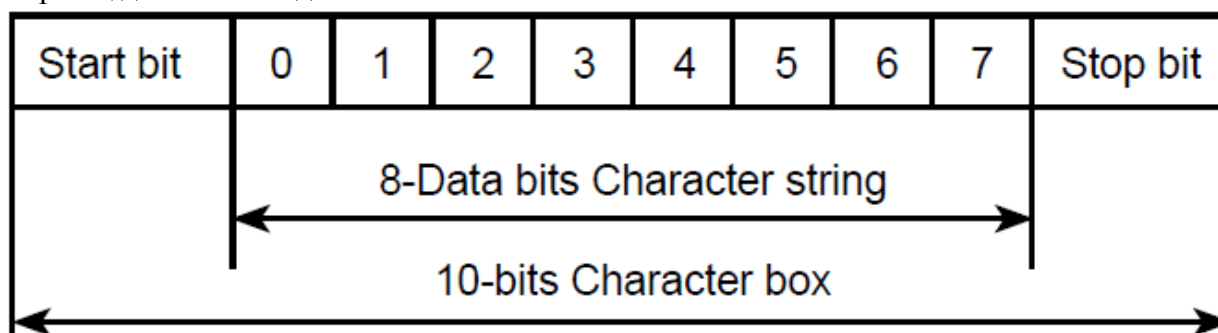 Start bit 0 1 2 3 4 5 6 7 Stop bit
8-Data bits Character string
10-bits Character box